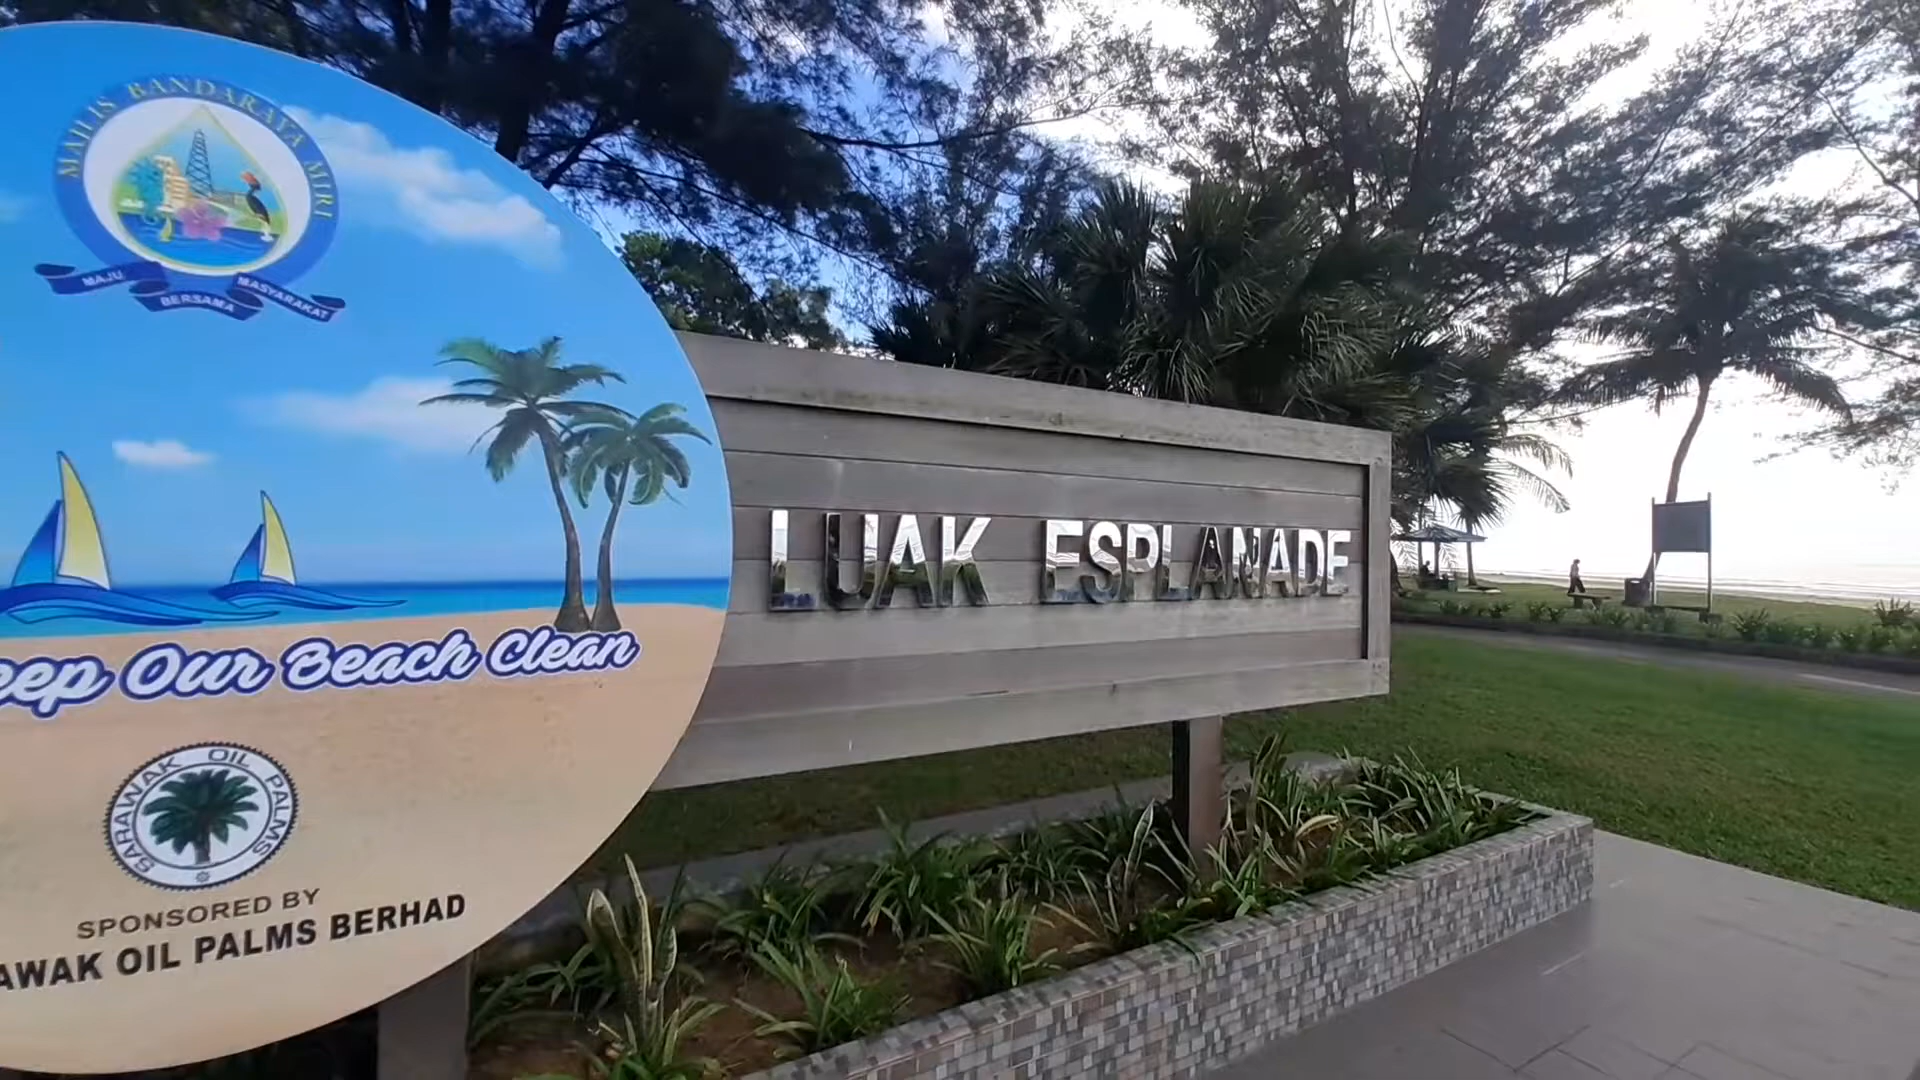 MAJLIS BANDARAYA MIRI
MAJU BERSAMA MASYARAKAT
eep Our Beach Clean
SARAWAK OIL PALMS
SPONSORED BY
AWAK OIL PALMS BERHAD
LUAK ESPLANADE